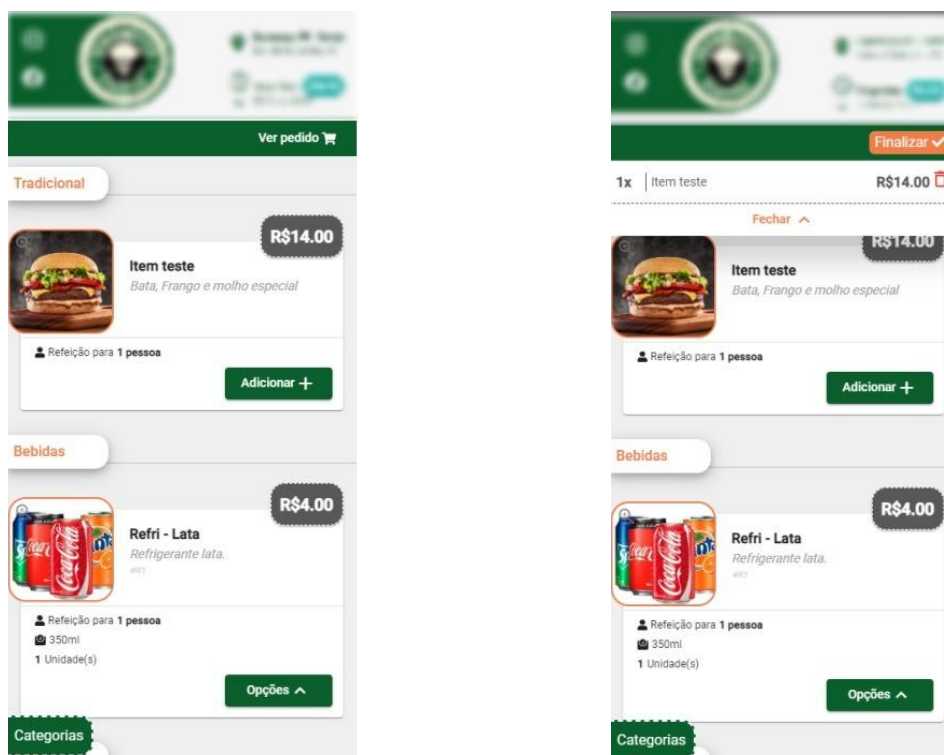 Ver pedido
Tradicional
R$14.00
Item teste
Bata, Frango e molho especial
Refeição para 1 pessoa
Adicionar +
Bebidas
R$4.00
Refri - Lata
Refrigerante lata.
#R1
Refeição para 1 pessoa
350ml
1 Unidade(s)
Opções
Categorias
Finalizar
1x Item teste R$14.00
Fechar
R$14.00
Item teste
Bata, Frango e molho especial
Refeição para 1 pessoa
Adicionar +
Bebidas
R$4.00
Refri - Lata
Refrigerante lata.
#R1
Refeição para 1 pessoa
350ml
1 Unidade(s)
Opções
Categorias